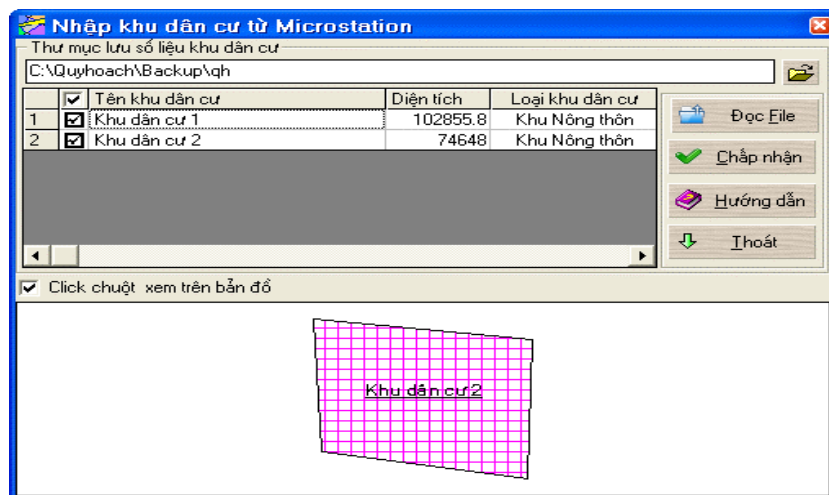 Nhập khu dân cư từ Microstation
Thư mục lưu số liệu khu dân cư
C:\Quyhoach\Backup\qh
Tên khu dân cư Diện tích Loại khu dân cư
1 Khu dân cư 1 102855.8 Khu Nông thôn
2 Khu dân cư 2 74648 Khu Nông thôn
Đọc File
Chấp nhận
Hướng dẫn
Thoát
Click chuột xem trên bản đồ
Khu dân cư 2